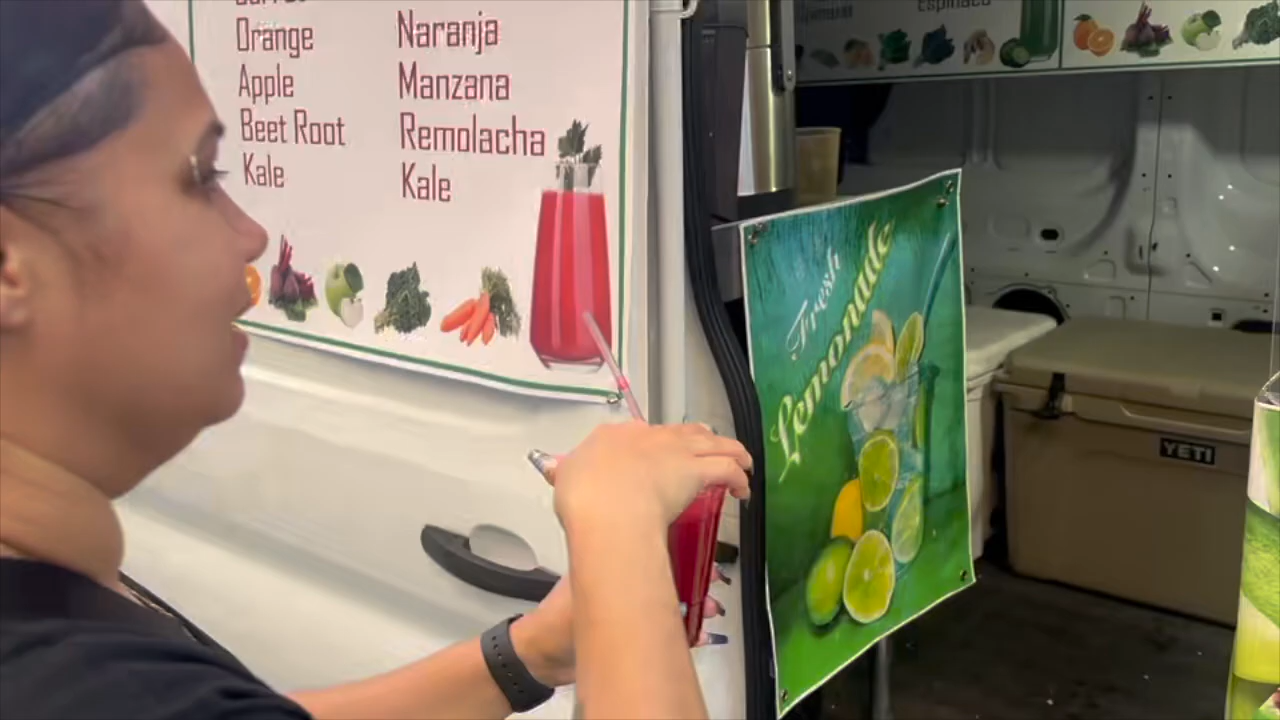 Orange
Apple
Beet Root
Kale
Naranja
Manzana
Remolacha
Kale
Fresh
Lemonade
YETI